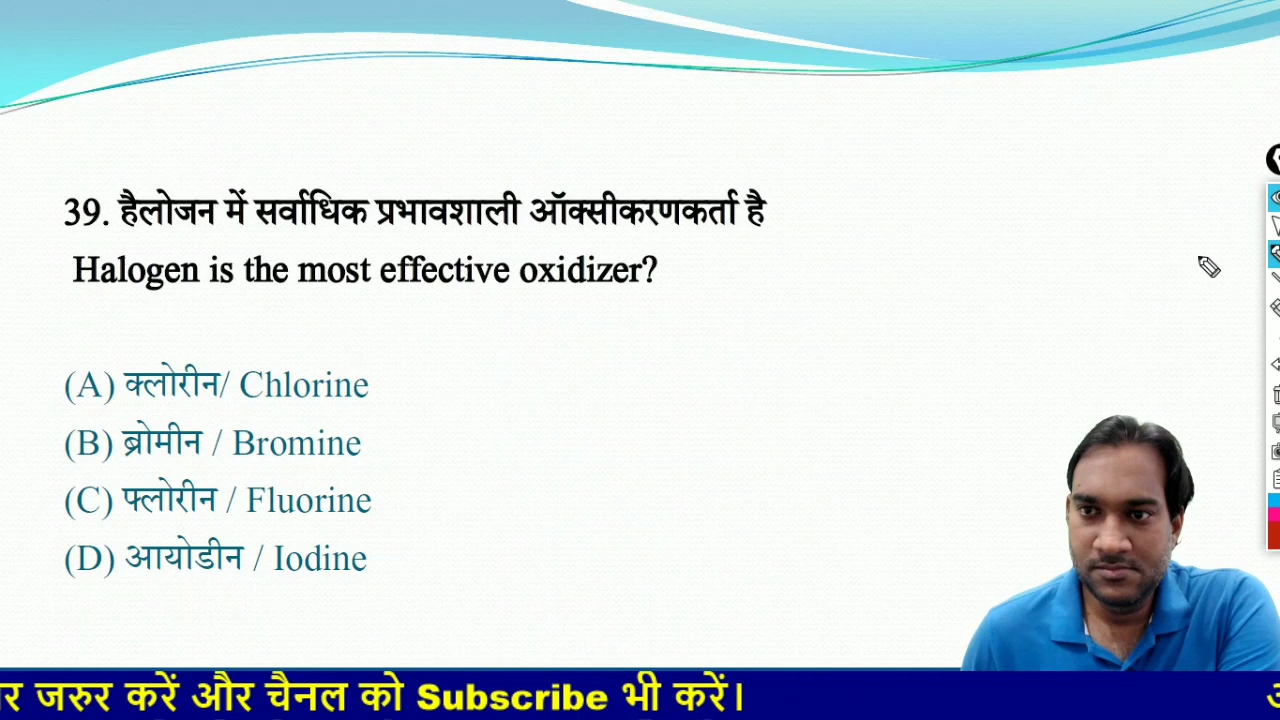 39. हैलोजन में सर्वाधिक प्रभावशाली ऑक्सीकरणकर्ता है
Halogen is the most effective oxidizer?
(A) क्लोरीन/ Chlorine
(B) ब्रोमीन / Bromine
(C) फ्लोरीन / Fluorine
(D) आयोडीन / Iodine
जरुर करें और चैनल को Subscribe भी करें।